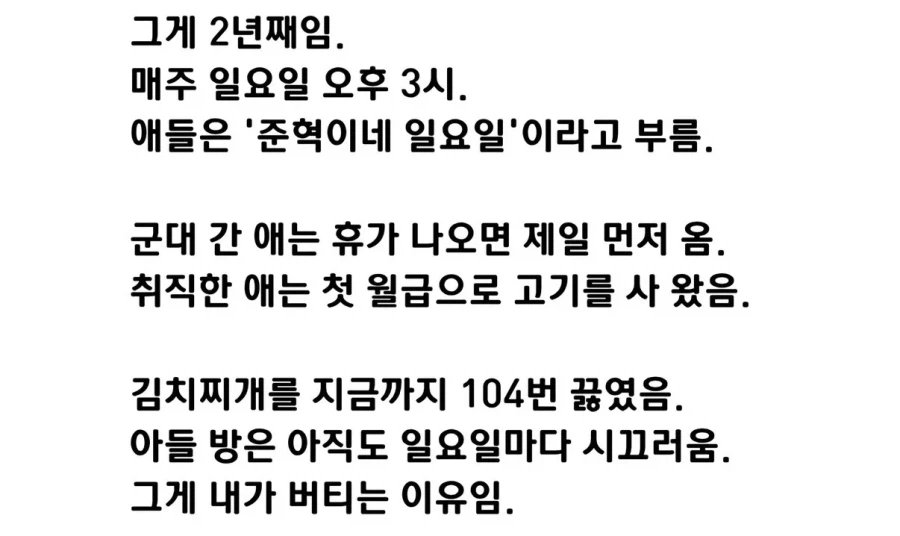 그게 2년째임.
매주 일요일 오후 3시.
애들은 '준혁이네 일요일'이라고 부름.
군대 간 애는 휴가 나오면 제일 먼저 옴.
취직한 애는 첫 월급으로 고기를 사 왔음.
김치찌개를 지금까지 104번 끓였음.
아들 방은 아직도 일요일마다 시끄러움.
그게 내가 버티는 이유임.